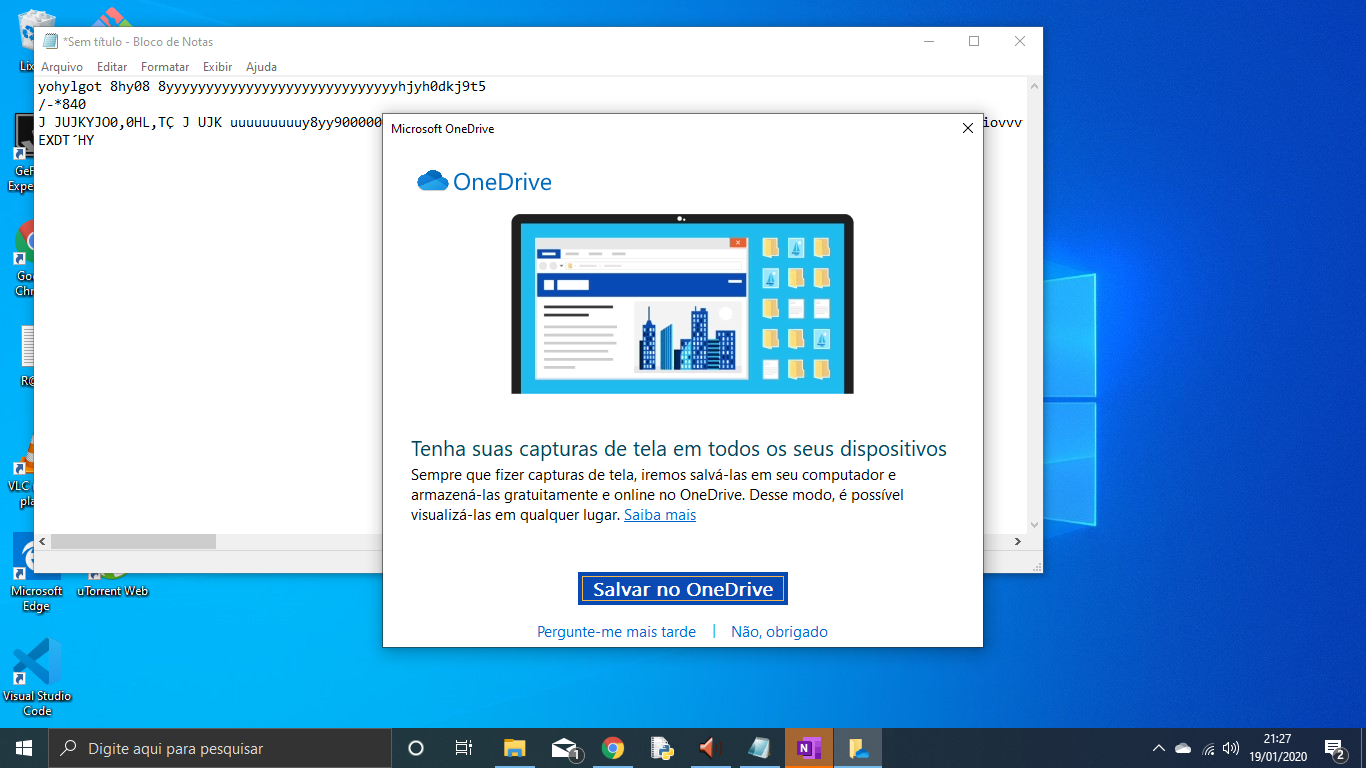 *Sem título - Bloco de Notas
Arquivo Editar Formatar Exibir Ajuda
yohylgot 8hy08 8yyyyyyyyyyyyyyyyyyyyyyyyyyyyyhjyh0dkj9t5
/-*840
J JUJKYJO0,0HL,TÇ J UJK uuuuuuuuuy8yy900000
iovvv
EXDT´HY
Microsoft OneDrive
OneDrive
Tenha suas capturas de tela em todos os seus dispositivos
Sempre que fizer capturas de tela, iremos salvá-las em seu computador e
armazená-las gratuitamente e online no OneDrive. Desse modo, é possível
visualizá-las em qualquer lugar. Saiba mais
Salvar no OneDrive
Pergunte-me mais tarde | Não, obrigado
Lix
GeF
Expe
Goo
Chr
R@
VLC
pla
Microsoft
Edge
uTorrent Web
Visual Studio
Code
Digite aqui para pesquisar
1
N
21:27
19/01/2020
2